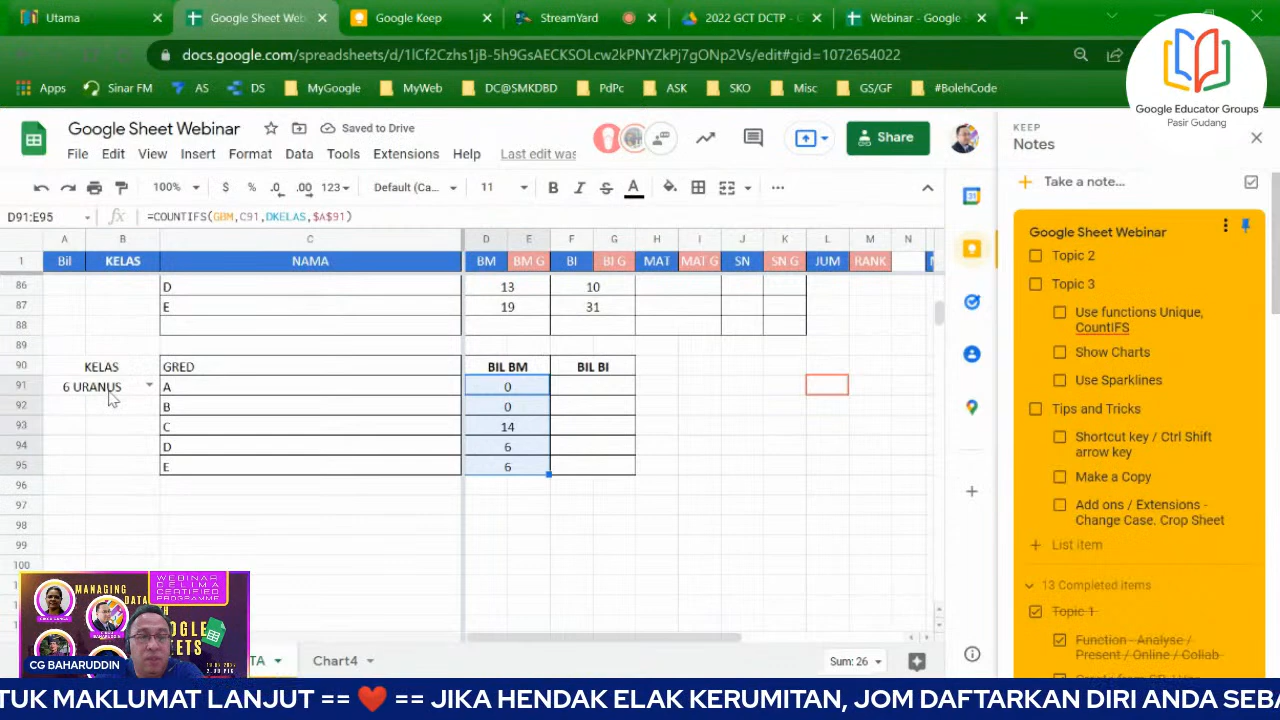 Utama
Google Sheet Web
Google Keep
StreamYard
2022 GCT DCTP - G
Webinar - Google S
docs.google.com/spreadsheets/d/1lCf2Czhs1jB-5h9GsAECKSOLcw2kPNYZkPj7gONp2Vs/edit#gid=1072654022
Apps
Sinar FM
AS
DS
MyGoogle
MyWeb
DC@SMKDBD
PdPc
ASK
SKO
Misc
GS/GF
#BolehCode
Google Educator Groups
Pasir Gudang
Google Sheet Webinar
Saved to Drive
File Edit View Insert Format Data Tools Extensions Help Last edit was
Share
KEEP
Notes
100% $ % .0 .00 123 Default (Ca... 11 B I S A
Take a note...
D91:E95 fx =COUNTIFS(GBM,C91,DKELAS,$A$91)
A B C D E F G H I J K L M N
1 Bil KELAS NAMA BM BM G BI BI G MAT MAT G SN SN G JUM RANK
86 D 13 10
87 E 19 31
88
89
90 KELAS GRED BIL BM BIL BI
91 6 URANUS A 0
92 B 0
93 C 14
94 D 6
95 E 6
96
97
98
99
100
Google Sheet Webinar
Topic 2
Topic 3
Use functions Unique,
CountIFS
Show Charts
Use Sparklines
Tips and Tricks
Shortcut key / Ctrl Shift
arrow key
Make a Copy
Add ons / Extensions -
Change Case. Crop Sheet
List item
13 Completed items
Topic 1
Function - Analyse /
Present / Online / Collab
WEBINAR
DELIMA
CERTIFIED
PROGRAMME
MANAGING
DATA
CG BAHARUDDIN
TA
Chart4
Sum: 26
TUK MAKLUMAT LANJUT == ❤️ == JIKA HENDAK ELAK KERUMITAN, JOM DAFTARKAN DIRI ANDA SEBA